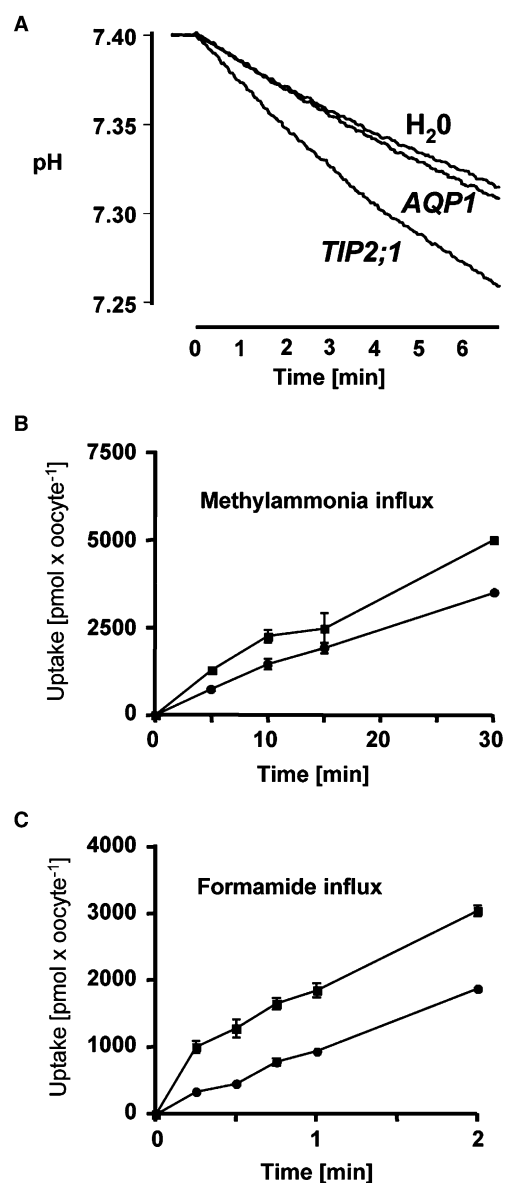 A
7.40
7.35
pH
7.30
7.25
H₂0
AQP1
TIP2;1
0 1 2 3 4 5 6
Time [min]
B
7500
5000
2500
0
Uptake [pmol x oocyte⁻¹]
Methylammonia influx
0 10 20 30
Time [min]
C
4000
3000
2000
1000
0
Uptake [pmol x oocyte⁻¹]
Formamide influx
0 1 2
Time [min]